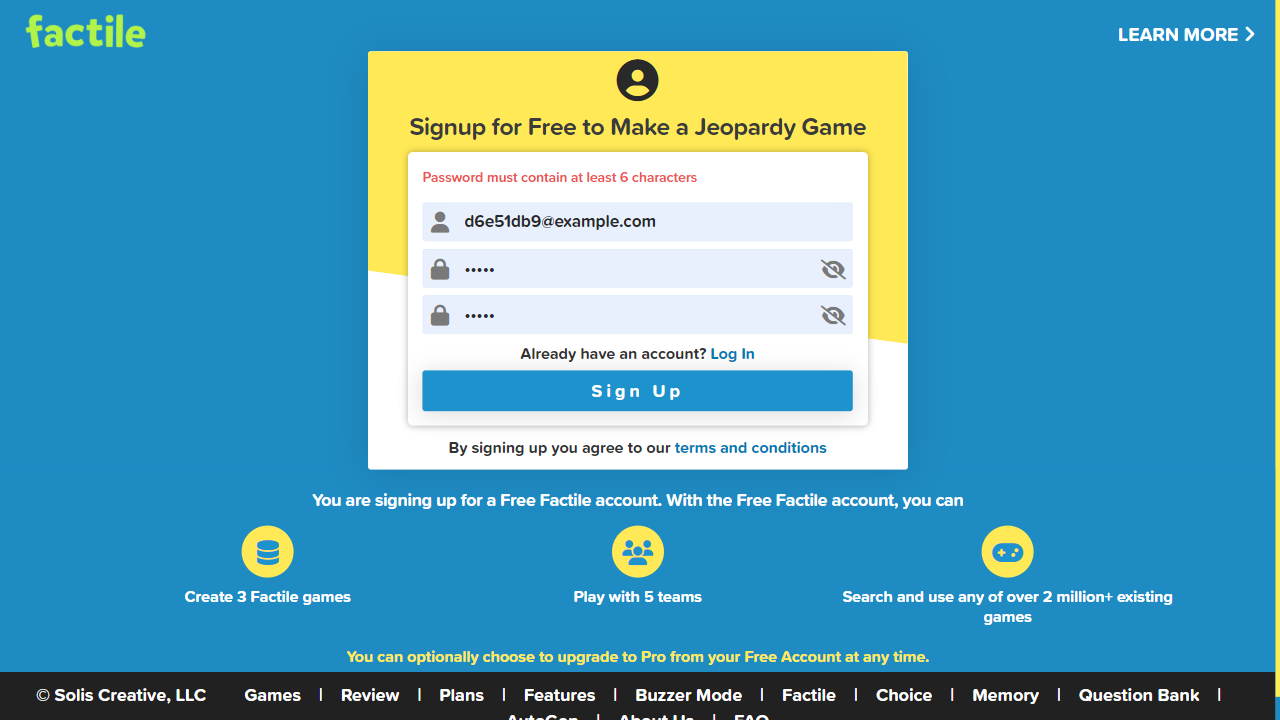 factile
LEARN MORE
Signup for Free to Make a Jeopardy Game
Password must contain at least 6 characters
d6e51db9@example.com
•••••
•••••
Already have an account? Log In
Sign Up
By signing up you agree to our terms and conditions
You are signing up for a Free Factile account. With the Free Factile account, you can
Create 3 Factile games
Play with 5 teams
Search and use any of over 2 million+ existing
games
You can optionally choose to upgrade to Pro from your Free Account at any time.
© Solis Creative, LLC Games | Review | Plans | Features | Buzzer Mode | Factile | Choice | Memory | Question Bank |
AutoGen | About Us | FAQ